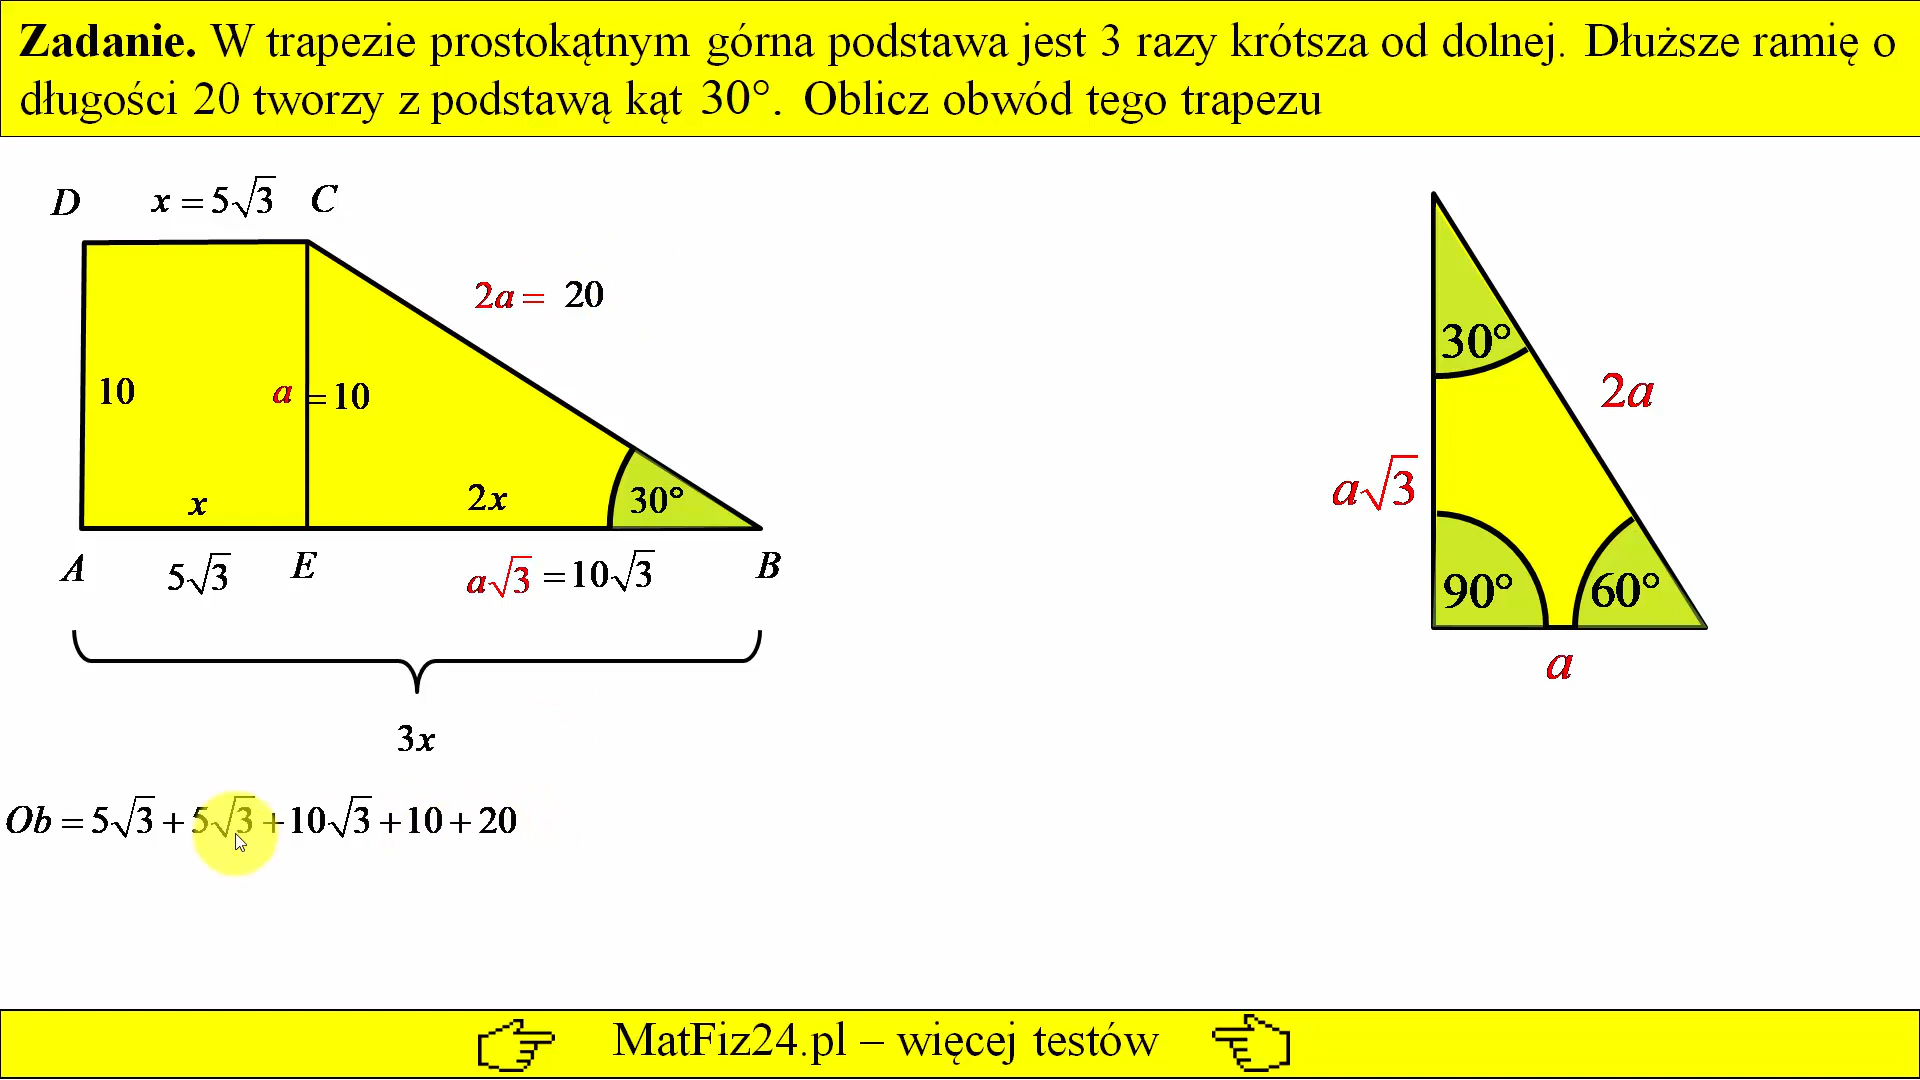 Zadanie. W trapezie prostokątnym górna podstawa jest 3 razy krótsza od dolnej. Dłuższe ramię o
długości 20 tworzy z podstawą kąt 30°. Oblicz obwód tego trapezu
D x = 5√3 C
2a = 20
10 a = 10
x 2x 30°
A 5√3 E a√3 = 10√3 B
3x
Ob = 5√3 + 5√3 + 10√3 + 10 + 20
30°
2a
a√3
90° 60°
a
MatFiz24.pl – więcej testów